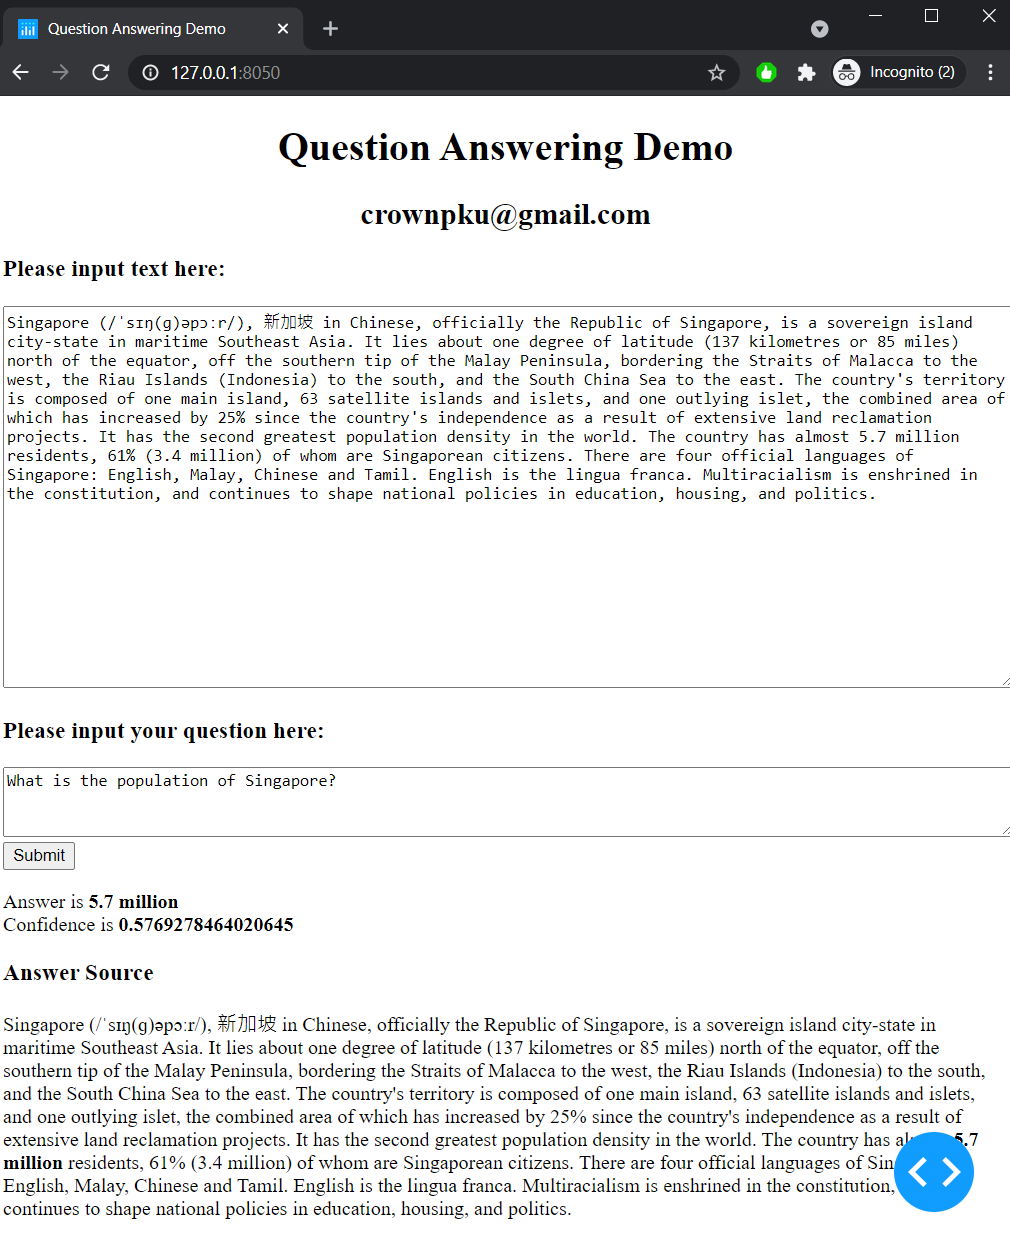 Question Answering Demo
127.0.0.1:8050
Incognito (2)
Question Answering Demo
crownpku@gmail.com
Please input text here:
Singapore (/ˈsɪŋ(ɡ)əpɔːr/), 新加坡 in Chinese, officially the Republic of Singapore, is a sovereign island
city-state in maritime Southeast Asia. It lies about one degree of latitude (137 kilometres or 85 miles)
north of the equator, off the southern tip of the Malay Peninsula, bordering the Straits of Malacca to the
west, the Riau Islands (Indonesia) to the south, and the South China Sea to the east. The country's territory
is composed of one main island, 63 satellite islands and islets, and one outlying islet, the combined area of
which has increased by 25% since the country's independence as a result of extensive land reclamation
projects. It has the second greatest population density in the world. The country has almost 5.7 million
residents, 61% (3.4 million) of whom are Singaporean citizens. There are four official languages of
Singapore: English, Malay, Chinese and Tamil. English is the lingua franca. Multiracialism is enshrined in
the constitution, and continues to shape national policies in education, housing, and politics.
Please input your question here:
What is the population of Singapore?
Submit
Answer is 5.7 million
Confidence is 0.5769278464020645
Answer Source
Singapore (/ˈsɪŋ(ɡ)əpɔːr/), 新加坡 in Chinese, officially the Republic of Singapore, is a sovereign island city-state in
maritime Southeast Asia. It lies about one degree of latitude (137 kilometres or 85 miles) north of the equator, off the
southern tip of the Malay Peninsula, bordering the Straits of Malacca to the west, the Riau Islands (Indonesia) to the south,
and the South China Sea to the east. The country's territory is composed of one main island, 63 satellite islands and islets,
and one outlying islet, the combined area of which has increased by 25% since the country's independence as a result of
extensive land reclamation projects. It has the second greatest population density in the world. The country has 5.7
million residents, 61% (3.4 million) of whom are Singaporean citizens. There are four official languages of
English, Malay, Chinese and Tamil. English is the lingua franca. Multiracialism is enshrined in the constitution,
continues to shape national policies in education, housing, and politics.